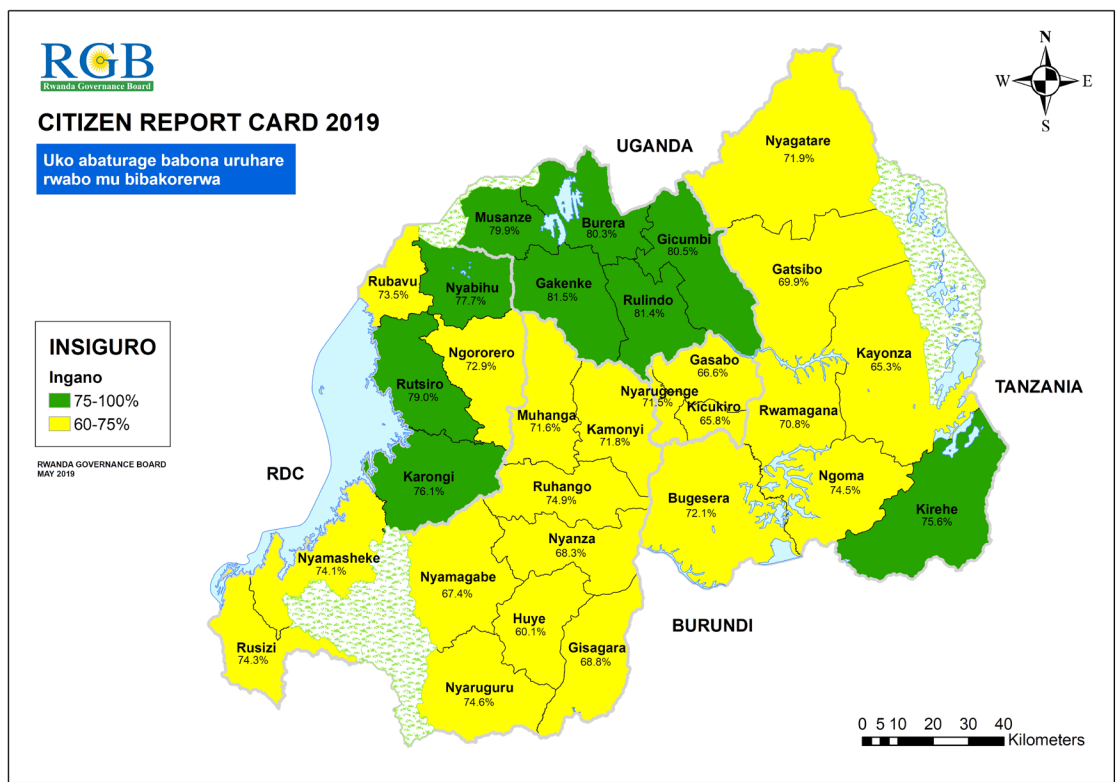 RGB
Rwanda Governance Board
CITIZEN REPORT CARD 2019
Uko abaturage babona uruhare
rwabo mu bibakorerwa
N
W
E
S
UGANDA
Nyagatare
71.9%
Musanze
79.9%
Burera
80.3%
Gicumbi
80.5%
Gatsibo
69.9%
Rubavu
73.5%
Nyabihu
77.7%
Gakenke
81.5%
Rulindo
81.4%
INSIGURO
Ingano
75-100%
60-75%
RWANDA GOVERNANCE BOARD
MAY 2019
Ngororero
72.9%
Rutsiro
79.0%
Gasabo
66.6%
Kayonza
65.3%
TANZANIA
Nyarugenge
71.5%
Kicukiro
65.8%
Rwamagana
70.8%
Muhanga
71.6%
Kamonyi
71.8%
RDC
Karongi
76.1%
Ruhango
74.9%
Bugesera
72.1%
Ngoma
74.5%
Kirehe
75.6%
Nyanza
68.3%
Nyamasheke
74.1%
Nyamagabe
67.4%
Huye
60.1%
BURUNDI
Rusizi
74.3%
Gisagara
68.8%
Nyaruguru
74.6%
0 5 10 20 30 40
Kilometers